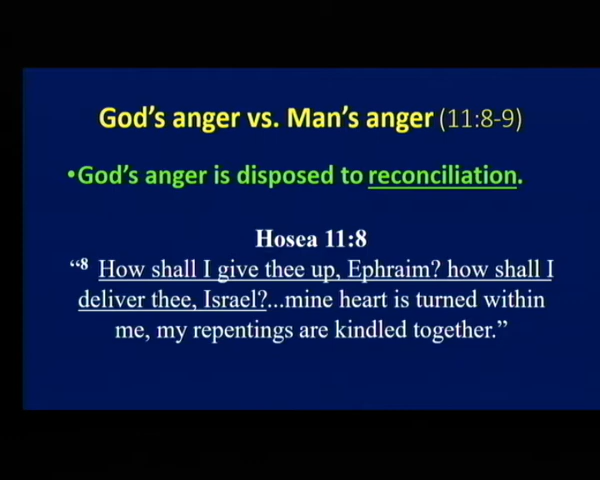 God's anger vs. Man's anger (11:8-9)
•God's anger is disposed to reconciliation.
Hosea 11:8
“⁸ How shall I give thee up, Ephraim? how shall I
deliver thee, Israel?...mine heart is turned within
me, my repentings are kindled together.”